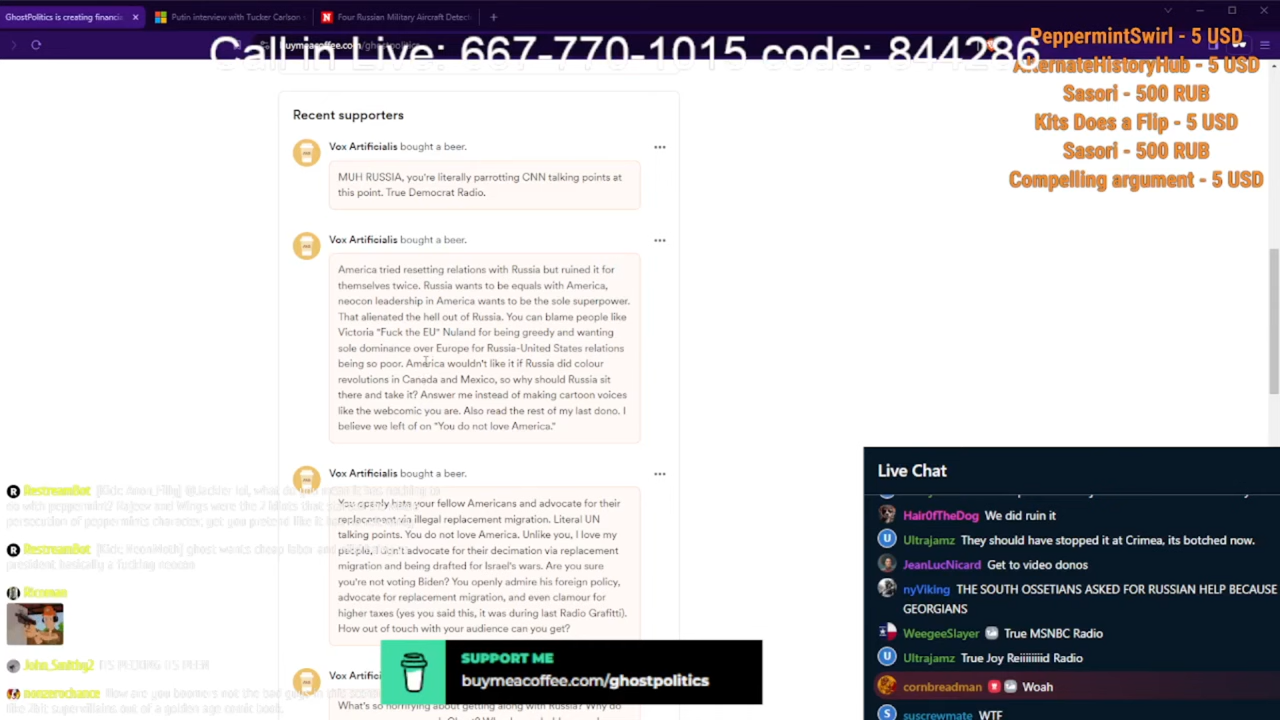 GhostPolitics is creating financi
Putin interview with Tucker Carlson
Four Russian Military Aircraft Detect
Call in Live: 667-770-1015 code: 844286
PeppermintSwirl - 5 USD
AlternateHistoryHub - 5 USD
Sasori - 500 RUB
Kits Does a Flip - 5 USD
Sasori - 500 RUB
Compelling argument - 5 USD
Recent supporters
Vox Artificialis bought a beer.
MUH RUSSIA, you're literally parrotting CNN talking points at
this point. True Democrat Radio.
Vox Artificialis bought a beer.
America tried resetting relations with Russia but ruined it for
themselves twice. Russia wants to be equals with America,
neocon leadership in America wants to be the sole superpower.
That alienated the hell out of Russia. You can blame people like
Victoria "Fuck the EU" Nuland for being greedy and wanting
sole dominance over Europe for Russia-United States relations
being so poor. America wouldn't like it if Russia did colour
revolutions in Canada and Mexico, so why should Russia sit
there and take it? Answer me instead of making cartoon voices
like the webcomic you are. Also read the rest of my last dono. I
believe we left of on "You do not love America."
Vox Artificialis bought a beer.
You openly hate your fellow Americans and advocate for their
replacement via illegal replacement migration. Literal UN
talking points. You do not love America. Unlike you, I love my
people, I don't advocate for their decimation via replacement
migration and being drafted for Israel's wars. Are you sure
you're not voting Biden? You openly admire his foreign policy,
advocate for replacement migration, and even clamour for
higher taxes (yes you said this, it was during last Radio Grafitti).
How out of touch with your audience can you get?
Vox Artificialis
What's so horrifying about getting along with Russia? Why do
SUPPORT ME
buymeacoffee.com/ghostpolitics
RestreamBot
RestreamBot
John_Smithy2
nonzerochance
Live Chat
Hair0fTheDog We did ruin it
Ultrajamz They should have stopped it at Crimea, its botched now.
JeanLucNicard Get to video donos
nyViking THE SOUTH OSSETIANS ASKED FOR RUSSIAN HELP BECAUSE
GEORGIANS
WeegeeSlayer True MSNBC Radio
Ultrajamz True Joy Reiiiiiiid Radio
cornbreadman Woah
suscrewmate WTF